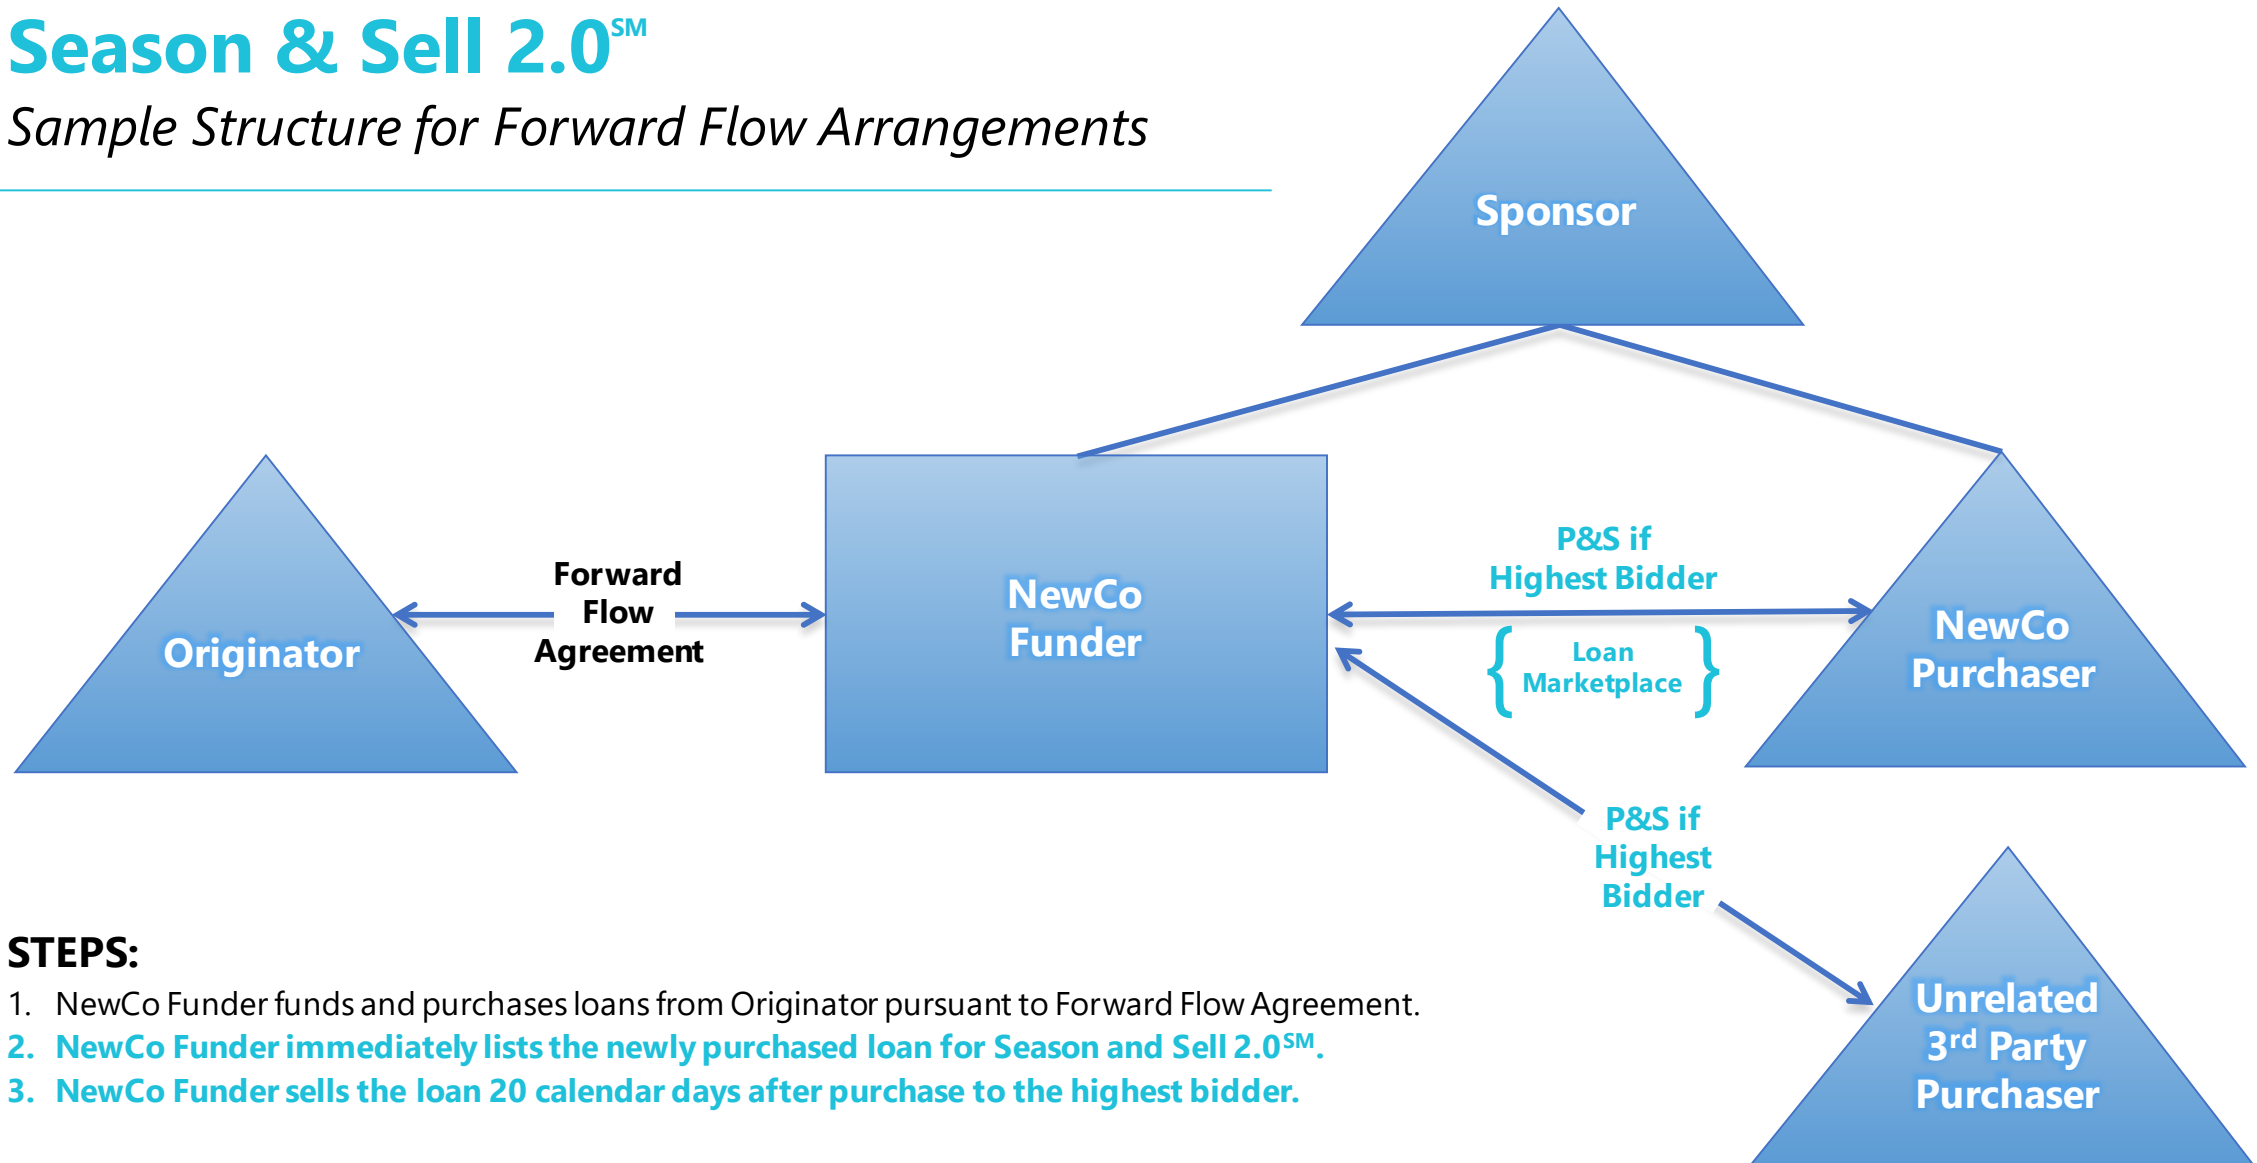 Season & Sell 2.0℠
Sample Structure for Forward Flow Arrangements
Sponsor
Originator
Forward
Flow
Agreement
NewCo
Funder
P&S if
Highest Bidder
{ Loan
Marketplace }
NewCo
Purchaser
P&S if
Highest
Bidder
Unrelated
3rd Party
Purchaser
STEPS:
1. NewCo Funder funds and purchases loans from Originator pursuant to Forward Flow Agreement.
2. NewCo Funder immediately lists the newly purchased loan for Season and Sell 2.0℠.
3. NewCo Funder sells the loan 20 calendar days after purchase to the highest bidder.